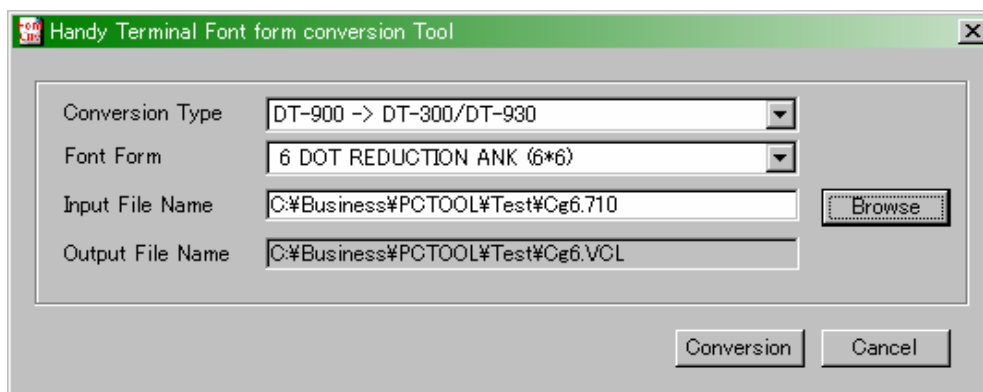 Handy Terminal Font form conversion Tool
Conversion Type DT-900 -> DT-300/DT-930
Font Form 6 DOT REDUCTION ANK (6*6)
Input File Name C:¥Business¥PCTOOL¥Test¥Cg6.710 Browse
Output File Name C:¥Business¥PCTOOL¥Test¥Cg6.VCL
Conversion Cancel